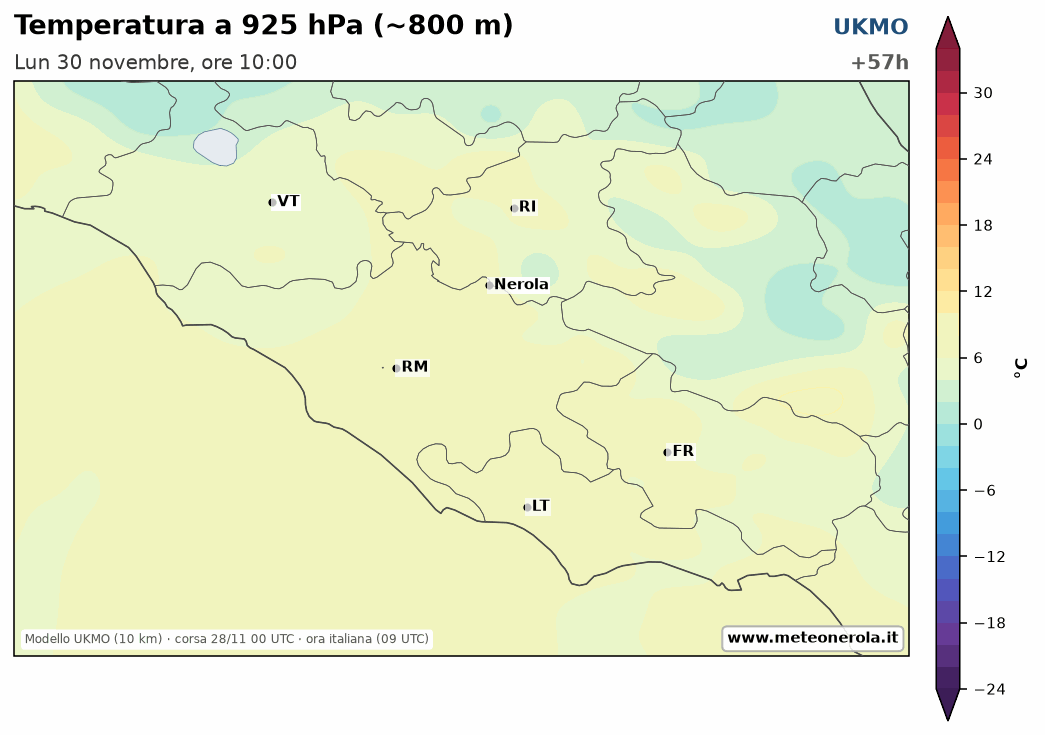 Temperatura a 925 hPa (~800 m)
UKMO
Lun 30 novembre, ore 10:00
+57h
VT
RI
Nerola
RM
FR
LT
30
24
18
12
6
0
−6
−12
−18
−24
°C
Modello UKMO (10 km) · corsa 28/11 00 UTC · ora italiana (09 UTC)
www.meteonerola.it